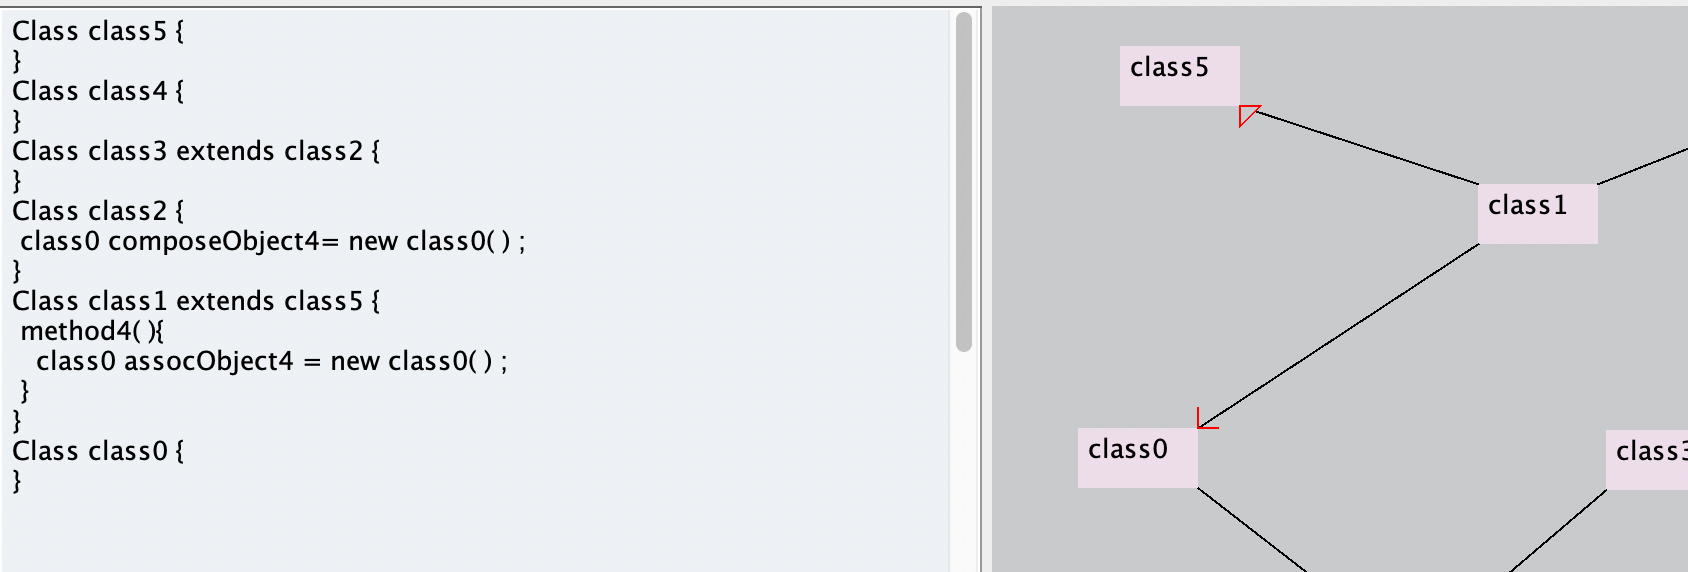 Class class5 {
}
Class class4 {
}
Class class3 extends class2 {
}
Class class2 {
 class0 composeObject4= new class0( ) ;
}
Class class1 extends class5 {
 method4( ){
   class0 assocObject4 = new class0( ) ;
 }
}
Class class0 {
}
class5
class1
class0
class3